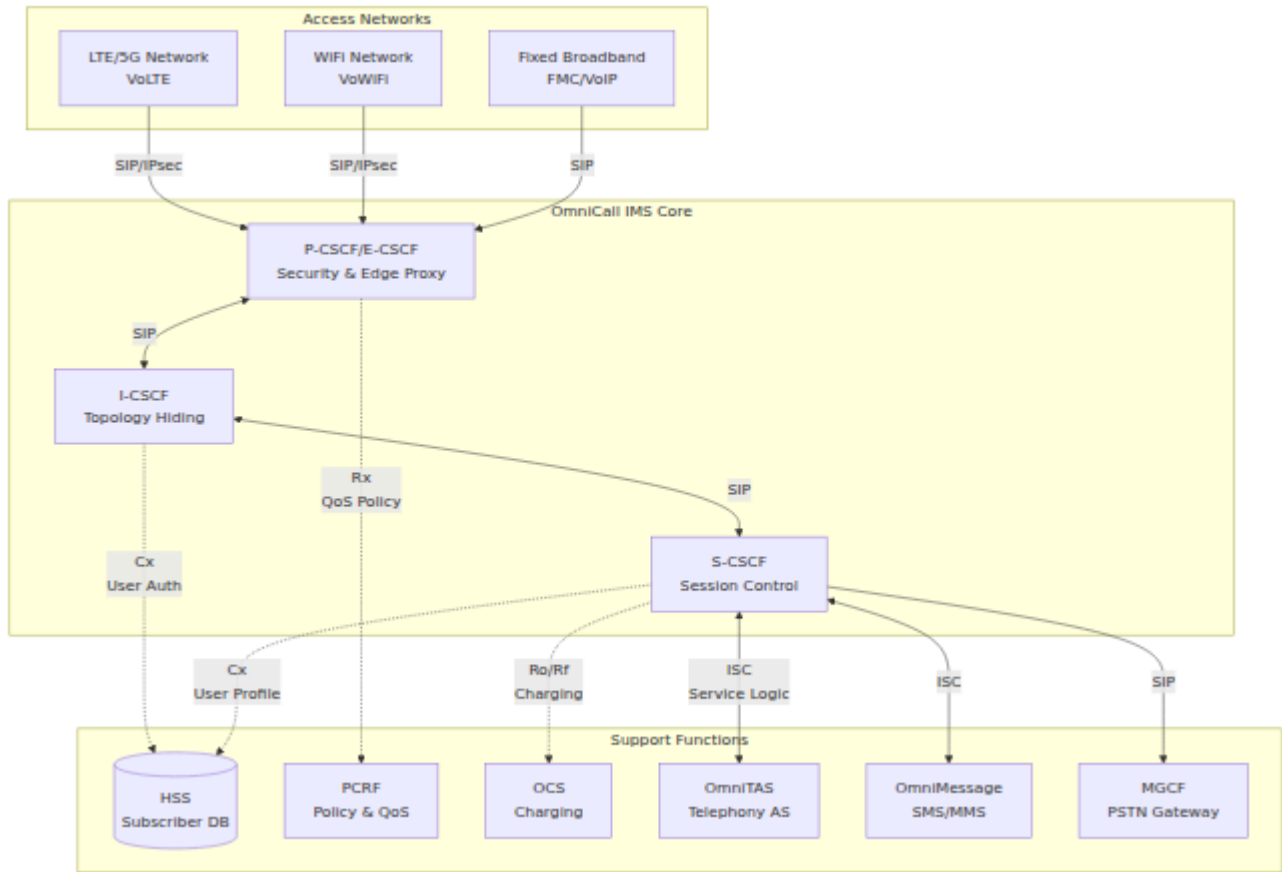 Access Networks
LTE/5G Network
VoLTE
WiFi Network
VoWiFi
Fixed Broadband
FMC/VoIP
SIP/IPsec
SIP/IPsec
SIP
OmniCall IMS Core
P-CSCF/E-CSCF
Security & Edge Proxy
SIP
I-CSCF
Topology Hiding
Rx
QoS Policy
SIP
S-CSCF
Session Control
Cx
User Auth
Cx
User Profile
Ro/Rf
Charging
ISC
Service Logic
ISC
SIP
Support Functions
HSS
Subscriber DB
PCRF
Policy & QoS
OCS
Charging
OmniTAS
Telephony AS
OmniMessage
SMS/MMS
MGCF
PSTN Gateway